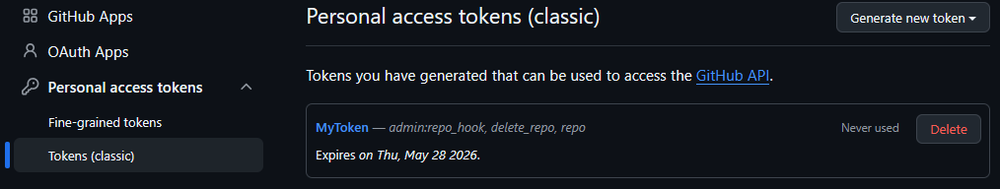 GitHub Apps
OAuth Apps
Personal access tokens
Fine-grained tokens
Tokens (classic)
Personal access tokens (classic)
Generate new token
Tokens you have generated that can be used to access the GitHub API.
MyToken — admin:repo_hook, delete_repo, repo
Never used
Delete
Expires on Thu, May 28 2026.